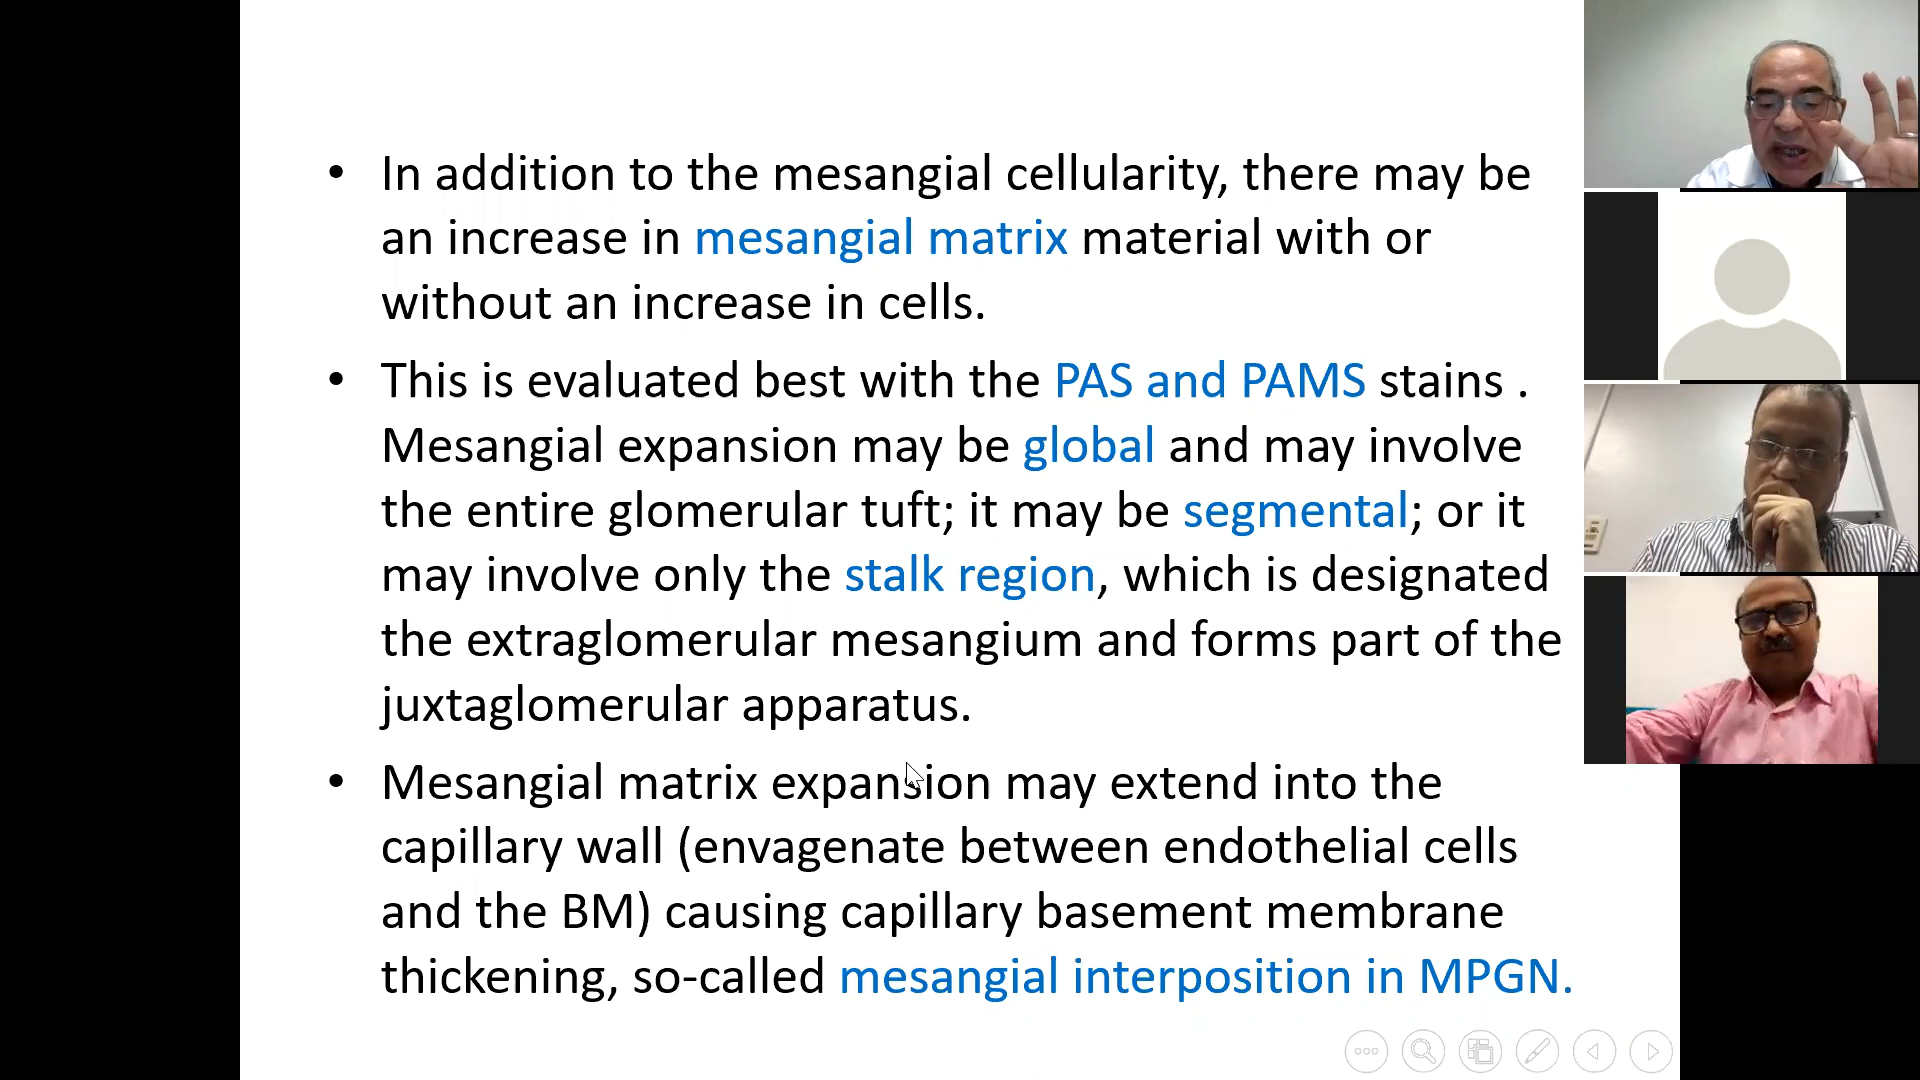 • In addition to the mesangial cellularity, there may be
an increase in mesangial matrix material with or
without an increase in cells.
• This is evaluated best with the PAS and PAMS stains .
Mesangial expansion may be global and may involve
the entire glomerular tuft; it may be segmental; or it
may involve only the stalk region, which is designated
the extraglomerular mesangium and forms part of the
juxtaglomerular apparatus.
• Mesangial matrix expansion may extend into the
capillary wall (envagenate between endothelial cells
and the BM) causing capillary basement membrane
thickening, so-called mesangial interposition in MPGN.